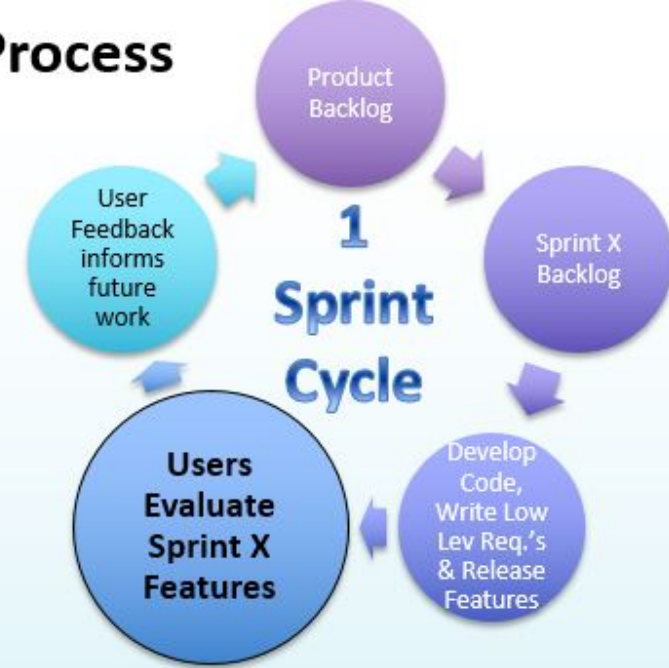 Process
Product
Backlog
Sprint X
Backlog
Develop
Code,
Write Low
Lev Req.'s
& Release
Features
Users
Evaluate
Sprint X
Features
User
Feedback
informs
future
work
1
Sprint
Cycle